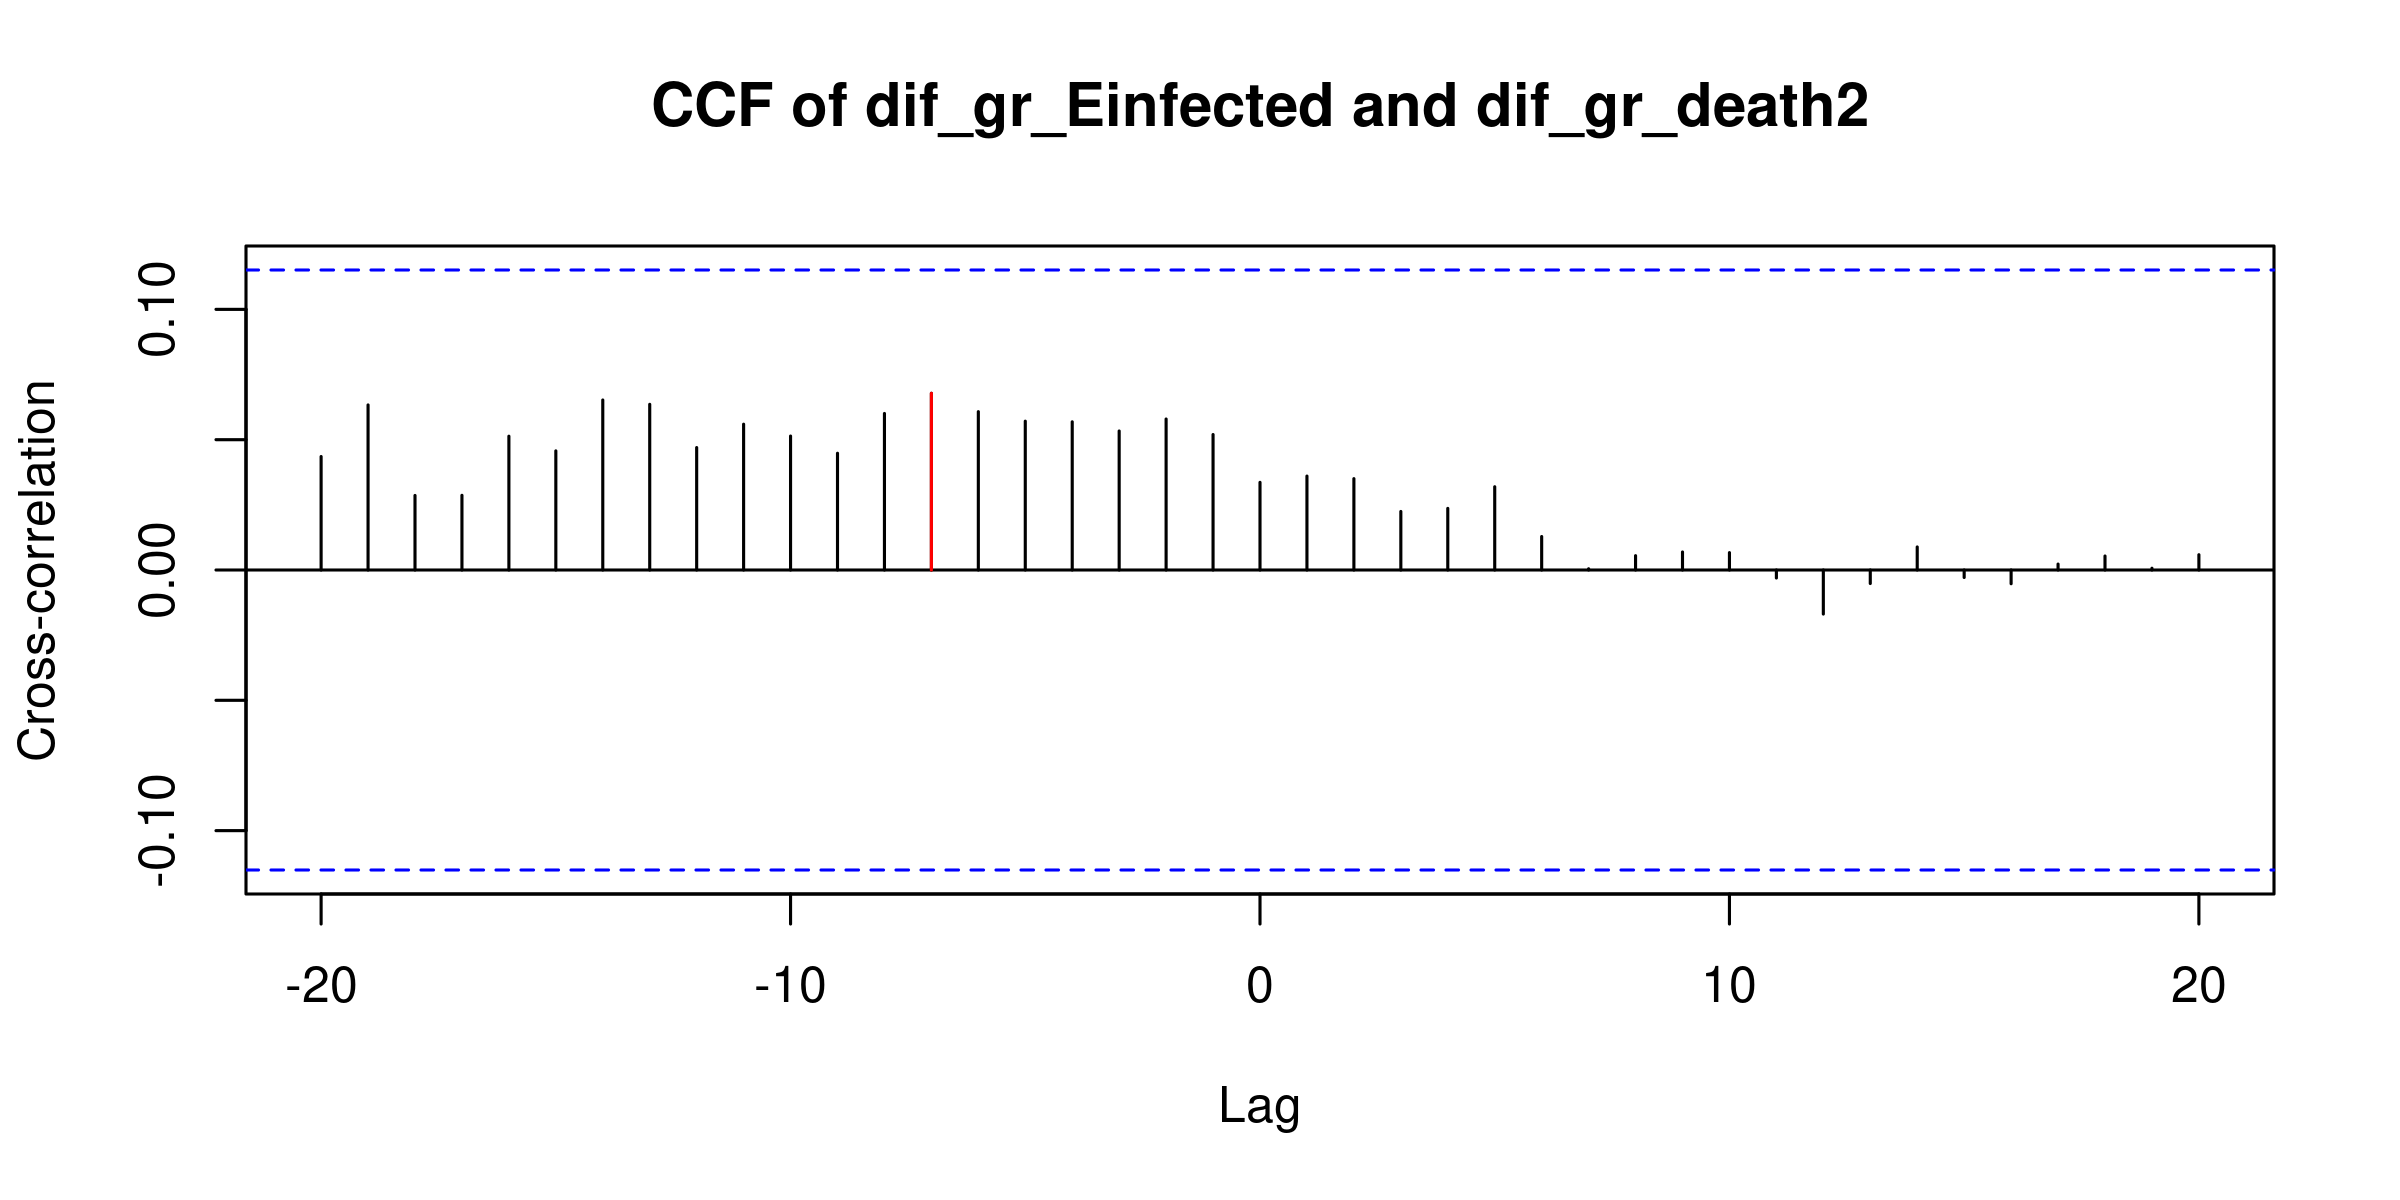 CCF of dif_gr_Einfected and dif_gr_death2
Cross-correlation
0.10
0.00
-0.10
-20 -10 0 10 20
Lag